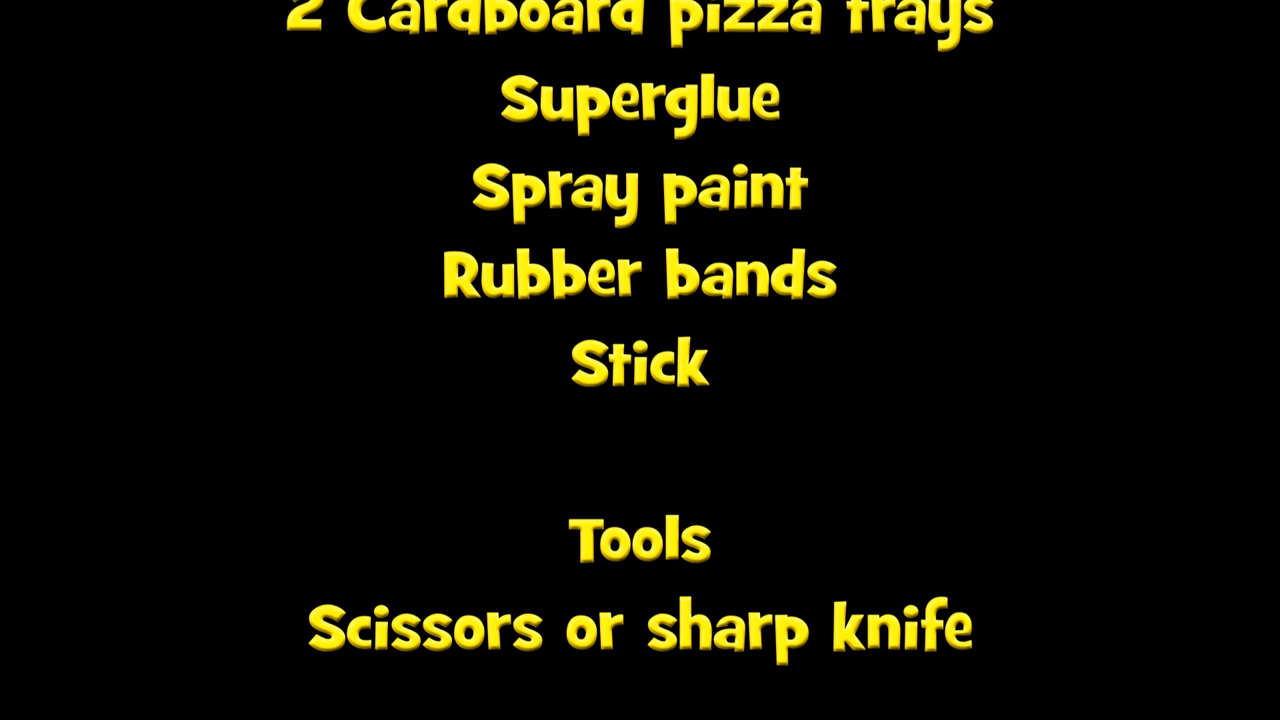 2 Cardboard pizza trays
Superglue
Spray paint
Rubber bands
Stick
Tools
Scissors or sharp knife